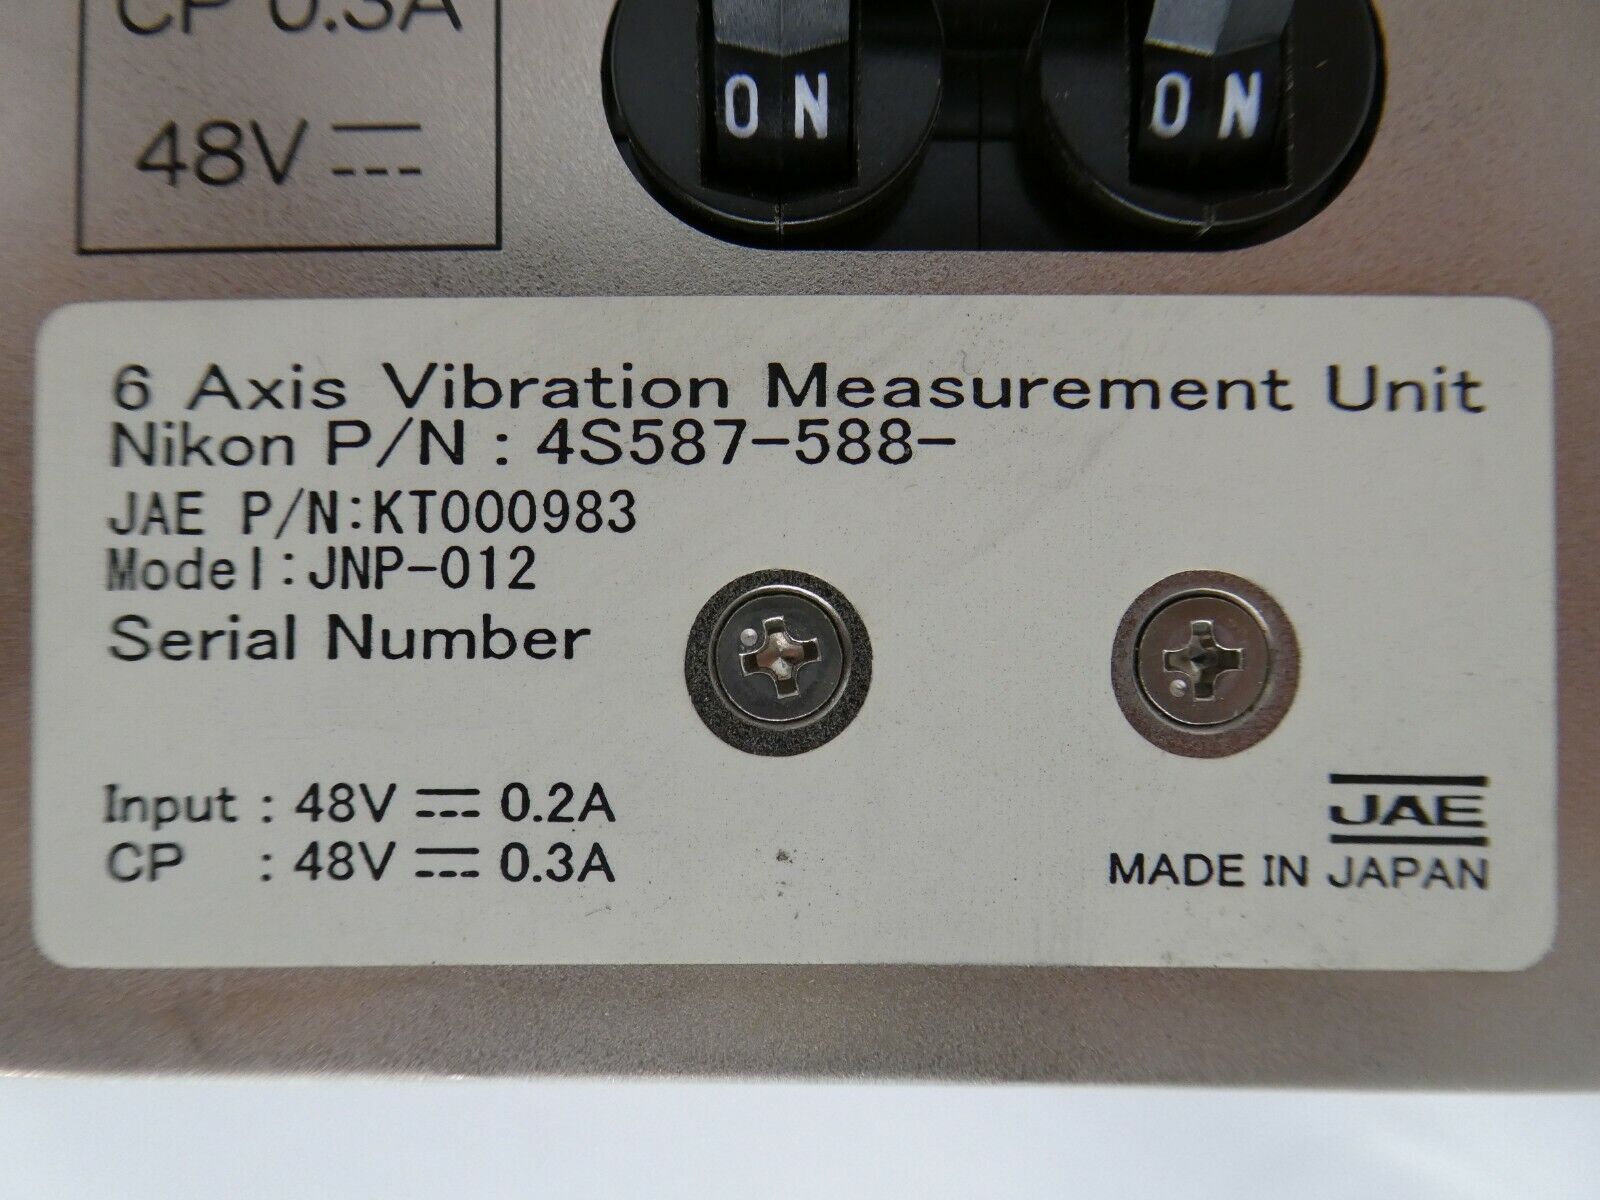 CP 0.3A
48V
ON
ON
6 Axis Vibration Measurement Unit
Nikon P/N : 4S587-588-
JAE P/N:KT000983
Model:JNP-012
Serial Number
Input : 48V 0.2A
CP : 48V 0.3A
JAE
MADE IN JAPAN